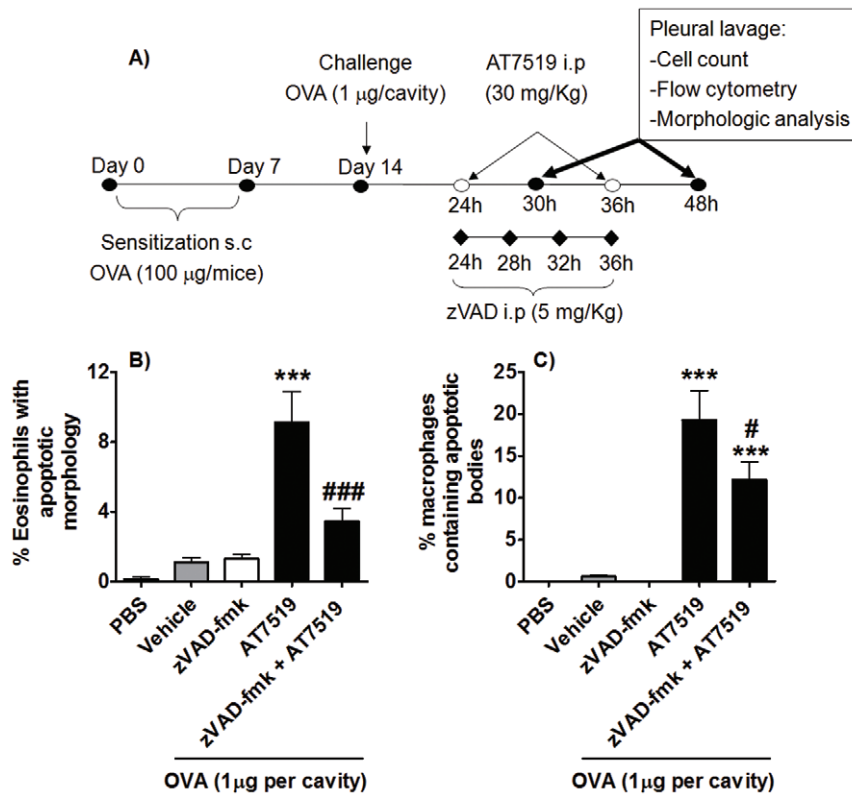 A)
Challenge
OVA (1 μg/cavity)
AT7519 i.p
(30 mg/Kg)
Pleural lavage:
-Cell count
-Flow cytometry
-Morphologic analysis
Day 0
Day 7
Day 14
24h
30h
36h
48h
Sensitization s.c
OVA (100 μg/mice)
24h
28h
32h
36h
zVAD i.p (5 mg/Kg)
B)
% Eosinophils with
apoptotic
morphology
12
8
4
0
***
###
PBS
Vehicle
zVAD-fmk
AT7519
zVAD-fmk + AT7519
OVA (1μg per cavity)
C)
% macrophages
containing apoptotic
bodies
25
20
15
10
5
0
***
#
***
PBS
Vehicle
zVAD-fmk
AT7519
zVAD-fmk + AT7519
OVA (1μg per cavity)